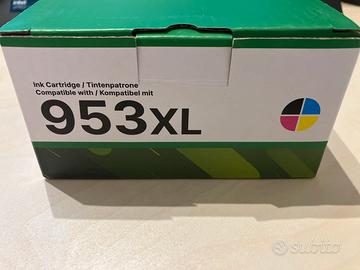 Ink Cartridge / Tintenpatrone
Compatible with / Kompatibel mit
953XL
subito